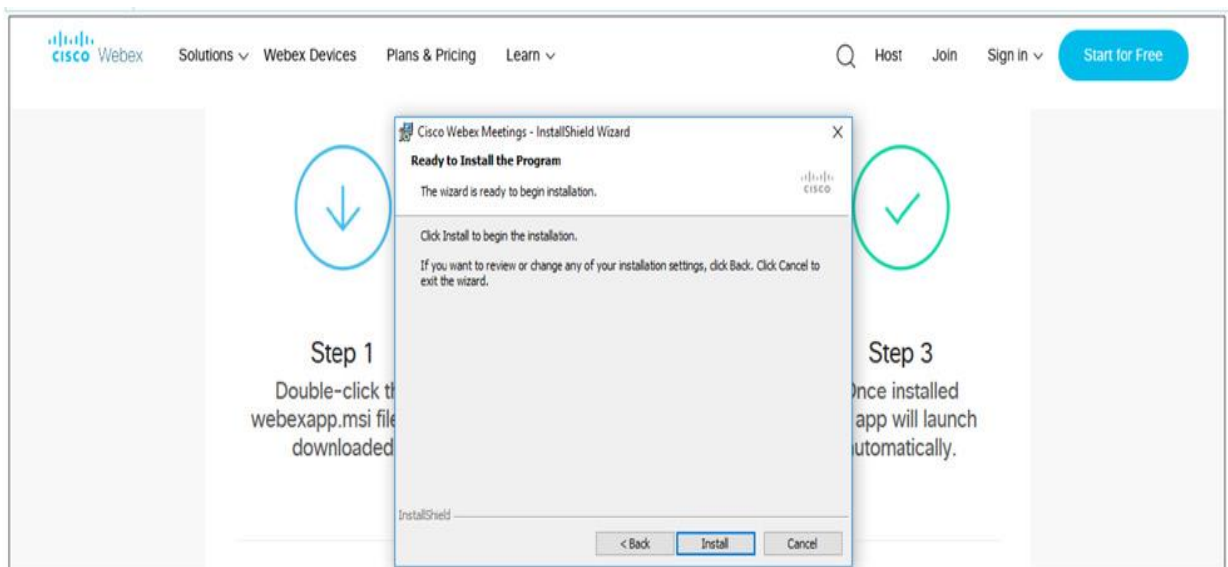 CISCO Webex Solutions Webex Devices Plans & Pricing Learn Host Join Sign in Start for Free
Cisco Webex Meetings - InstallShield Wizard X
Ready to Install the Program
The wizard is ready to begin installation.
CISCO
Click Install to begin the installation.
If you want to review or change any of your installation settings, click Back. Click Cancel to
exit the wizard.
Step 1
Double-click
webexapp.msi
downloaded
Step 3
Once installed
app will launch
automatically.
InstallShield
< Back Install Cancel